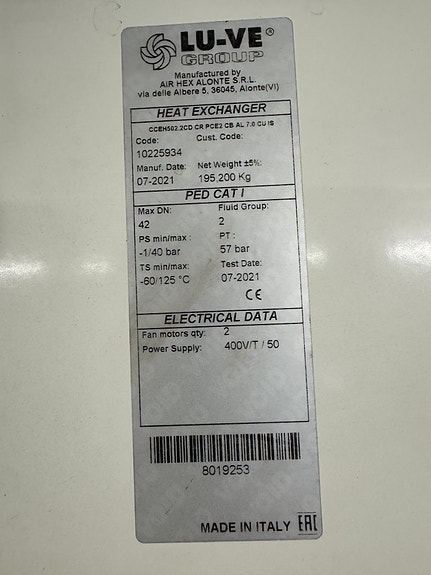 LU-VE®
GROUP
Manufactured by
AIR HEX ALONTE S.R.L.
via delle Albere 5, 36045, Alonte(VI)
HEAT EXCHANGER
CCEH502.2CD CR PCE2 CB AL 7.0 CU IS
Code: Cust. Code:
10225934
Manuf. Date: Net Weight ±5%:
07-2021 195,200 Kg
PED CAT I
Max DN: Fluid Group:
42 2
PS min/max : PT :
-1/40 bar 57 bar
TS min/max: Test Date:
-60/125 °C 07-2021
CE
ELECTRICAL DATA
Fan motors qty: 2
Power Supply: 400V/T / 50
8019253
MADE IN ITALY EAC